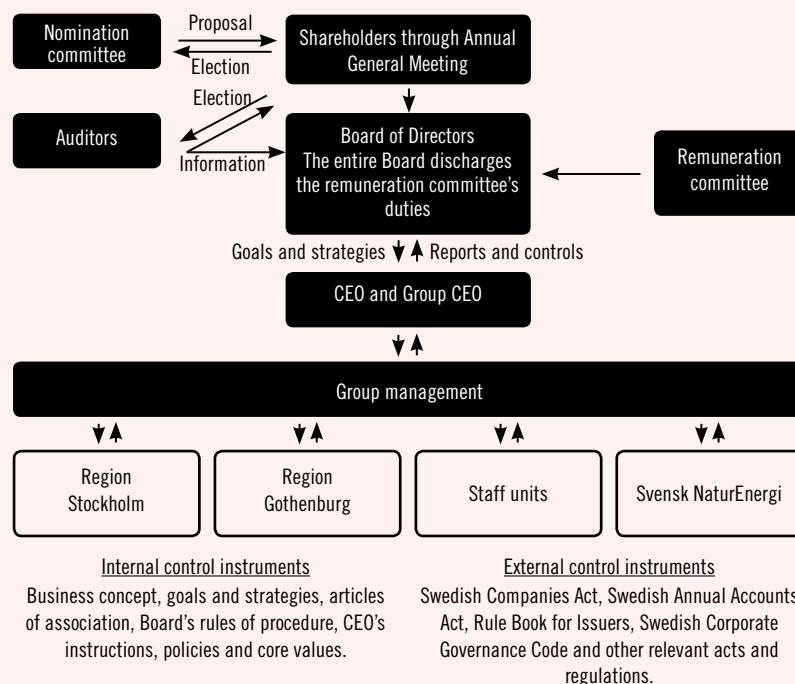 Nomination
committee
Proposal
Election
Shareholders through Annual
General Meeting
Election
Auditors
Information
Board of Directors
The entire Board discharges
the remuneration committee's
duties
Remuneration
committee
Goals and strategies
Reports and controls
CEO and Group CEO
Group management
Region
Stockholm
Region
Gothenburg
Staff units
Svensk NaturEnergi
Internal control instruments
Business concept, goals and strategies, articles
of association, Board's rules of procedure, CEO's
instructions, policies and core values.
External control instruments
Swedish Companies Act, Swedish Annual Accounts
Act, Rule Book for Issuers, Swedish Corporate
Governance Code and other relevant acts and
regulations.